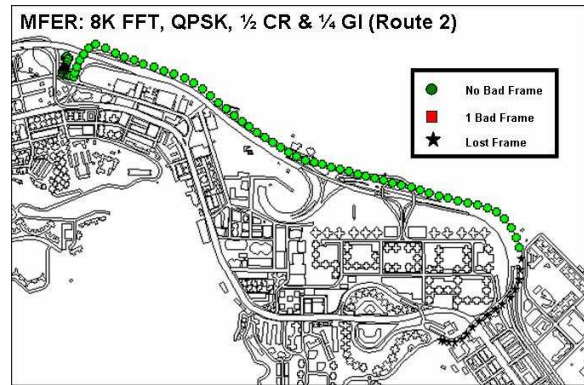 MFER: 8K FFT, QPSK, ½ CR & ¼ GI (Route 2)
No Bad Frame
1 Bad Frame
Lost Frame